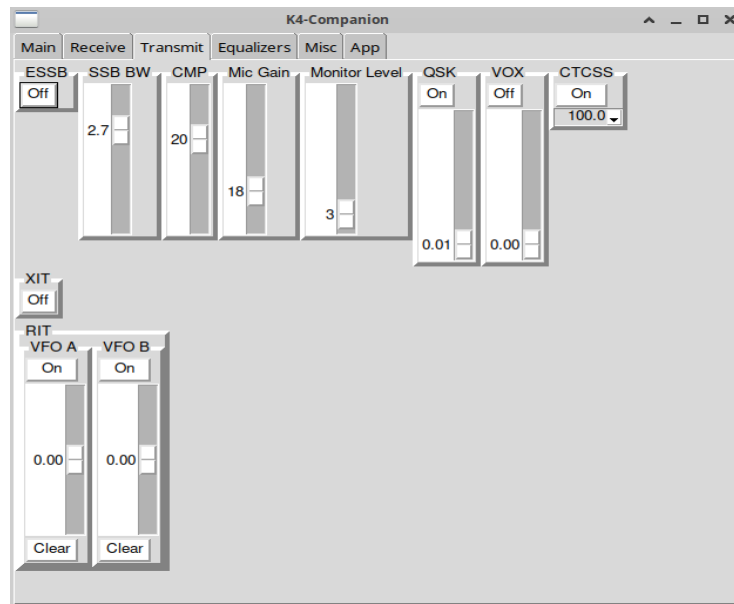 K4-Companion
Main Receive Transmit Equalizers Misc App
ESSB SSB BW CMP Mic Gain Monitor Level QSK VOX CTCSS
Off On Off On
100.0
2.7
20
18
3
0.01 0.00
XIT
Off
RIT
VFO A VFO B
On On
0.00 0.00
Clear Clear